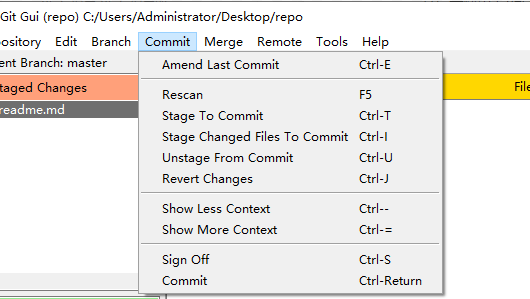 Git Gui (repo) C:/Users/Administrator/Desktop/repo
pository Edit Branch Commit Merge Remote Tools Help
ent Branch: master
taged Changes
File
readme.md
Amend Last Commit Ctrl-E
Rescan F5
Stage To Commit Ctrl-T
Stage Changed Files To Commit Ctrl-I
Unstage From Commit Ctrl-U
Revert Changes Ctrl-J
Show Less Context Ctrl--
Show More Context Ctrl-=
Sign Off Ctrl-S
Commit Ctrl-Return